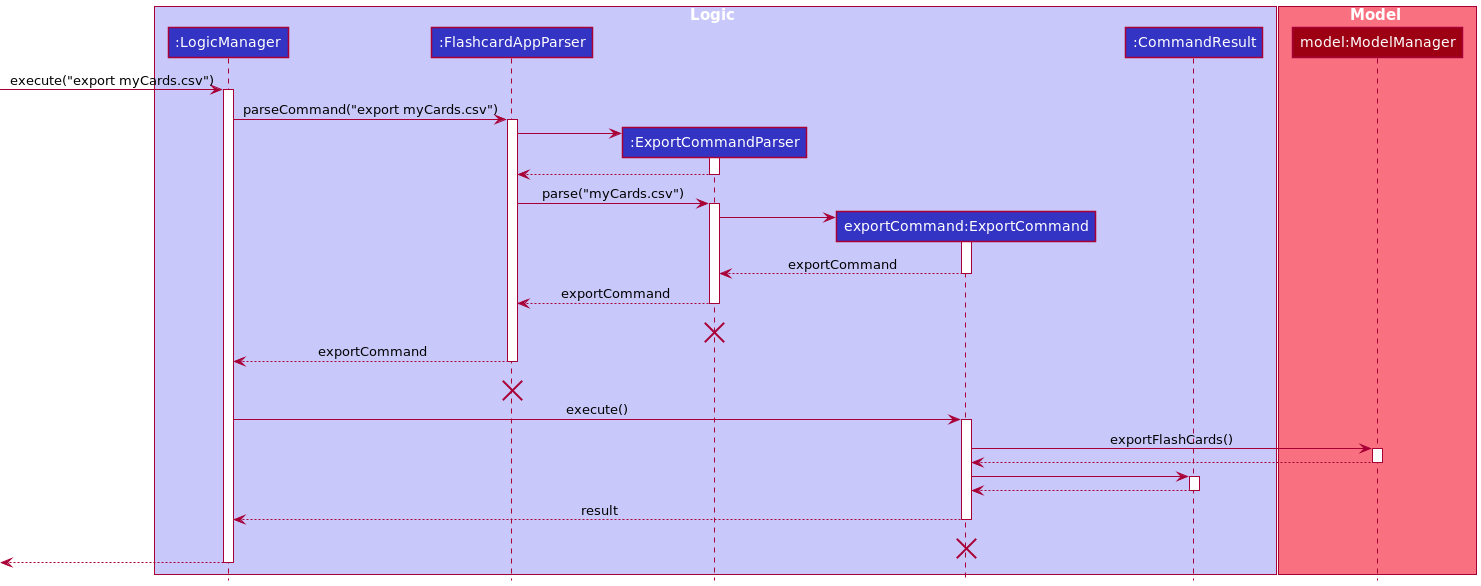 Logic
Model
:LogicManager
:FlashcardAppParser
:CommandResult
model:ModelManager
execute("export myCards.csv")
parseCommand("export myCards.csv")
:ExportCommandParser
parse("myCards.csv")
exportCommand:ExportCommand
exportCommand
exportCommand
exportCommand
execute()
exportFlashCards()
result